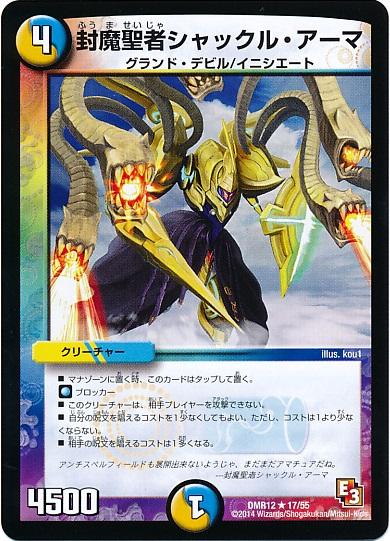 4
ふうませいじゃ
封魔聖者シャックル・アーマ
グランド・デビル/イニシエート
illus. kou1
クリーチャー
■ マナゾーンに置く時、このカードはタップして置く。
ブロッカー
■ このクリーチャーは、相手プレイヤーを攻撃できない。
■ 自分の呪文を唱えるコストを1少なくしてもよい。ただし、コストは1より少な
くならない。
■ 相手の呪文を唱えるコストは1多くなる。
アンチスペルフィールドも展開出来ないようじゃ、まだまだアマチュアだね。
---封魔聖者シャックル・アーマ
4500
1
DMR12 ★ 17/55
©2014 Wizards/Shogakukan/Mitsui-Kids
E3